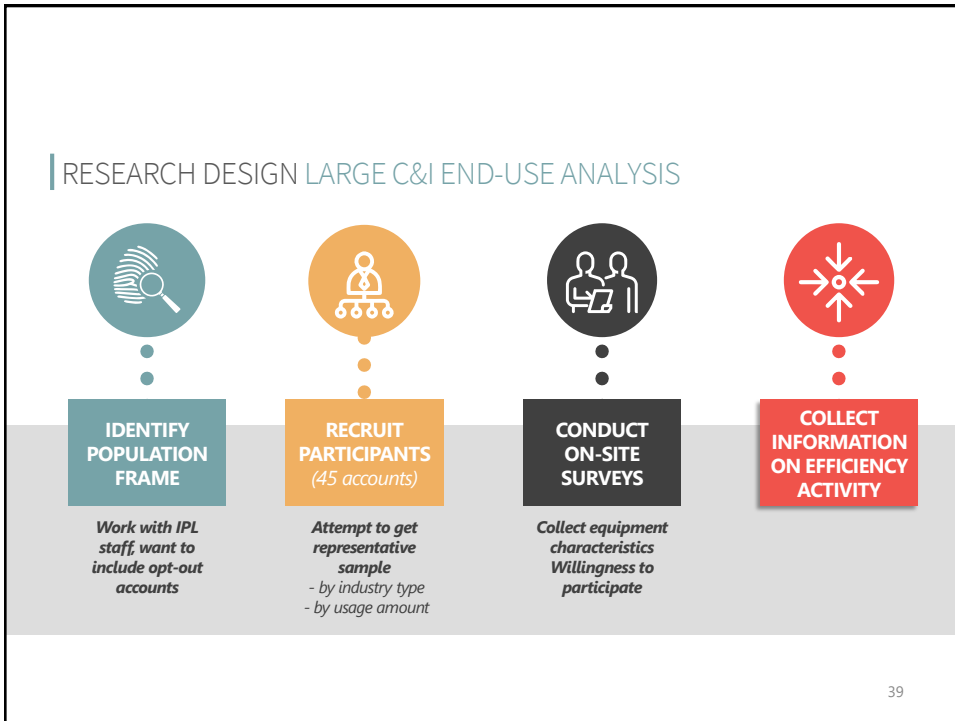 RESEARCH DESIGN LARGE C&I END-USE ANALYSIS
IDENTIFY
POPULATION
FRAME
Work with IPL
staff, want to
include opt-out
accounts
RECRUIT
PARTICIPANTS
(45 accounts)
Attempt to get
representative
sample
- by industry type
- by usage amount
CONDUCT
ON-SITE
SURVEYS
Collect equipment
characteristics
Willingness to
participate
COLLECT
INFORMATION
ON EFFICIENCY
ACTIVITY
39